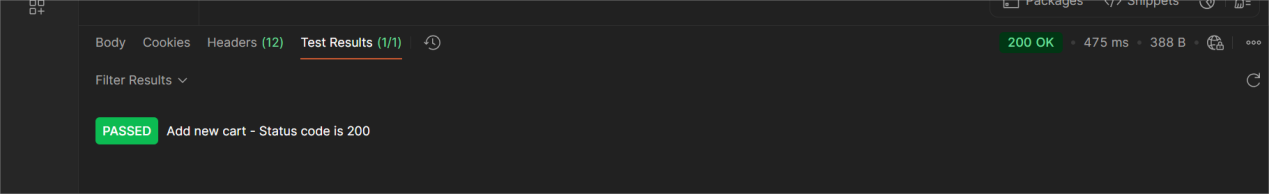 Packages </> Snippets
Body Cookies Headers (12) Test Results (1/1) 200 OK • 475 ms • 388 B •
Filter Results
PASSED Add new cart - Status code is 200